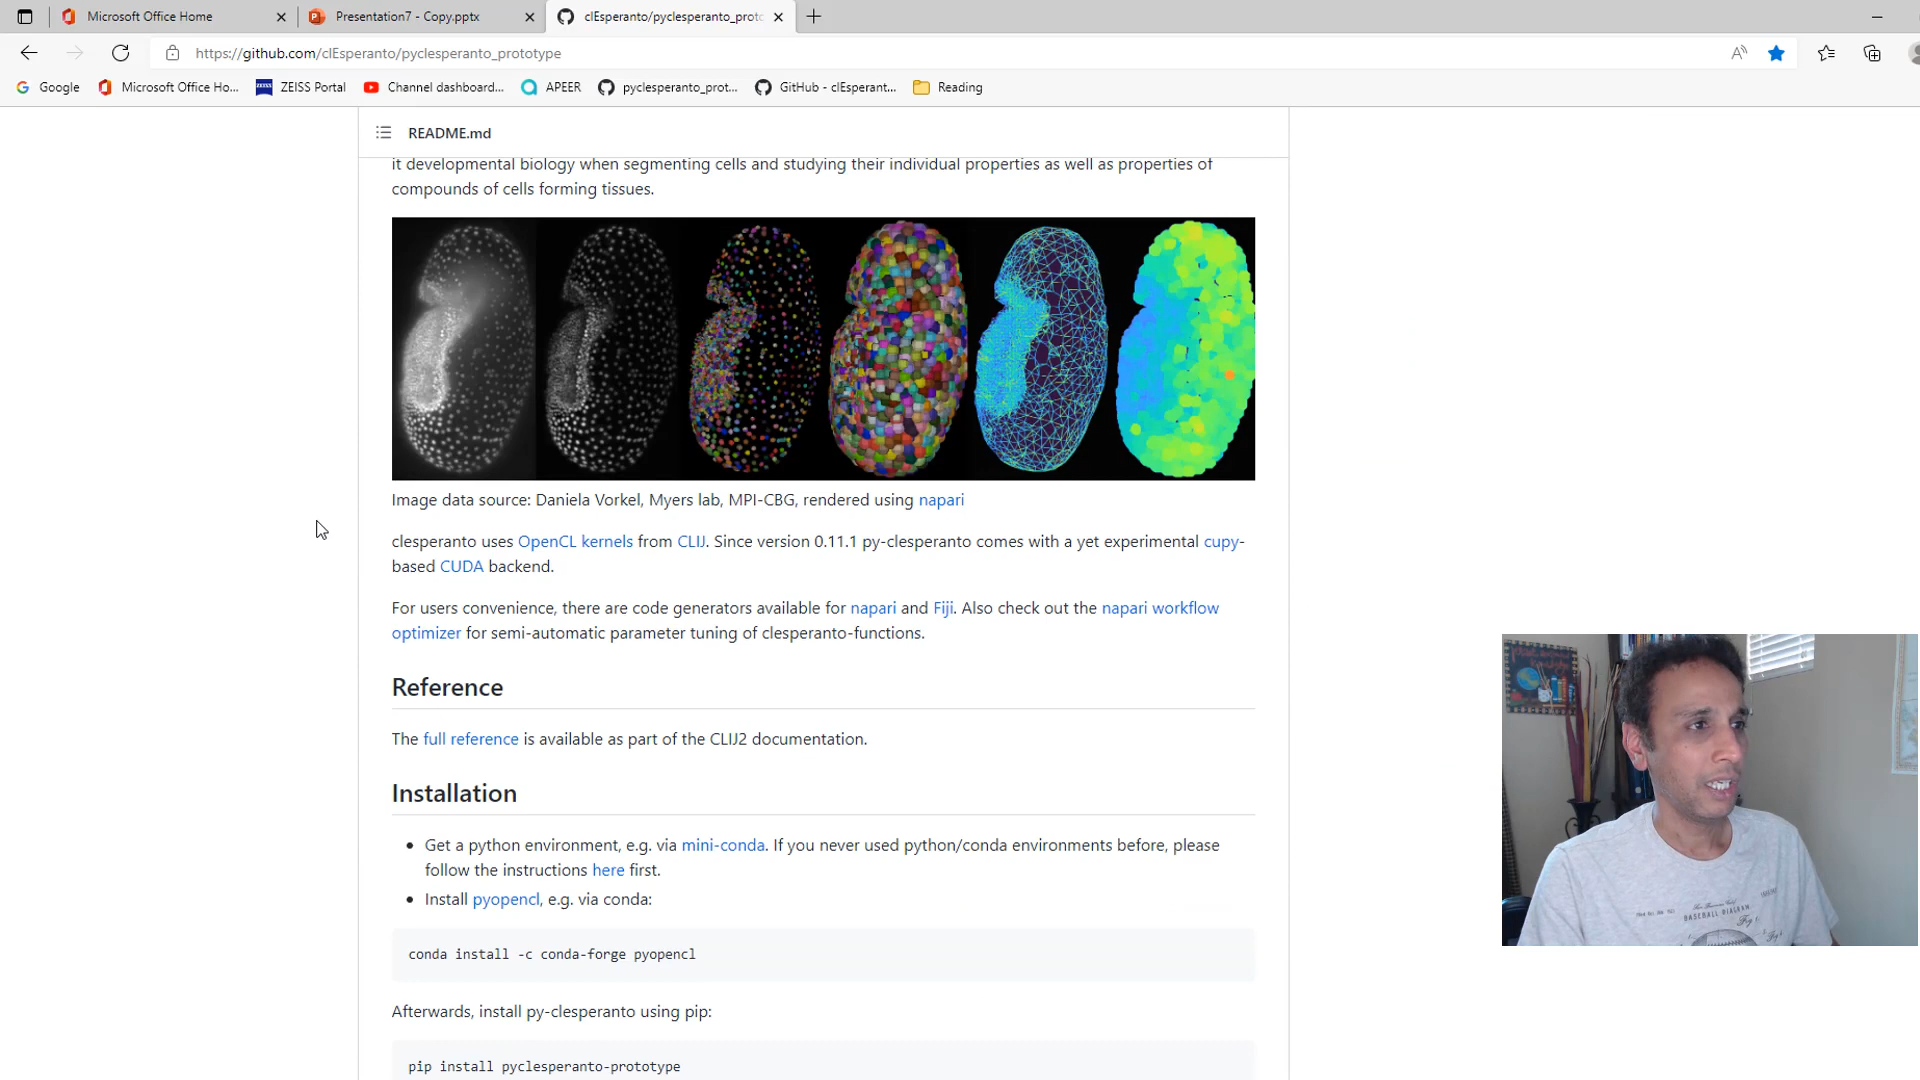 Microsoft Office Home
Presentation7 - Copy.pptx
clEsperanto/pyclesperanto_proto
https://github.com/clEsperanto/pyclesperanto_prototype
Google
Microsoft Office Ho...
ZEISS Portal
Channel dashboard...
APEER
pyclesperanto_prot...
GitHub - clEsperant...
Reading
README.md
it developmental biology when segmenting cells and studying their individual properties as well as properties of
compounds of cells forming tissues.
Image data source: Daniela Vorkel, Myers lab, MPI-CBG, rendered using napari
clesperanto uses OpenCL kernels from CLIJ. Since version 0.11.1 py-clesperanto comes with a yet experimental cupy-
based CUDA backend.
For users convenience, there are code generators available for napari and Fiji. Also check out the napari workflow
optimizer for semi-automatic parameter tuning of clesperanto-functions.
Reference
The full reference is available as part of the CLIJ2 documentation.
Installation
• Get a python environment, e.g. via mini-conda. If you never used python/conda environments before, please
follow the instructions here first.
• Install pyopencl, e.g. via conda:
conda install -c conda-forge pyopencl
Afterwards, install py-clesperanto using pip:
pip install pyclesperanto-prototype
BASEBALL DIAGRAM